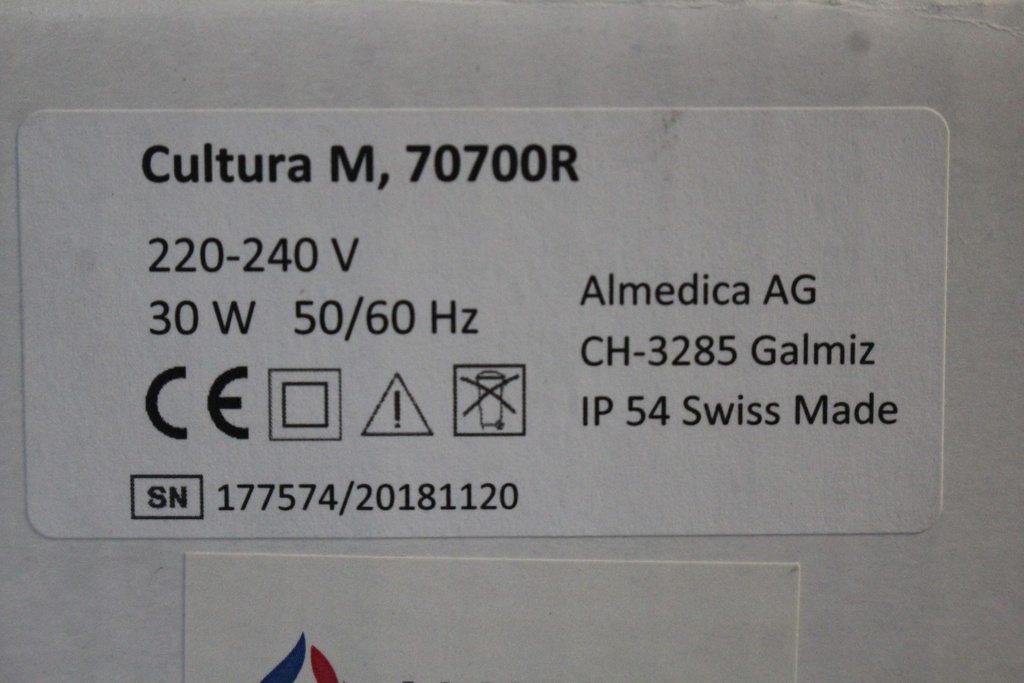 Cultura M, 70700R
220-240 V
30 W 50/60 Hz
CE
Almedica AG
CH-3285 Galmiz
IP 54 Swiss Made
SN 177574/20181120